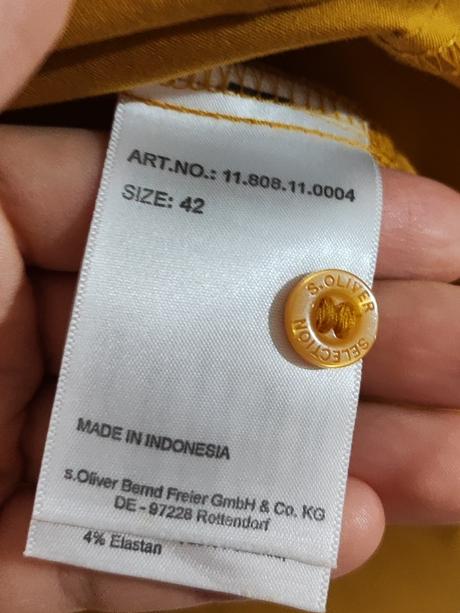 ART.NO.: 11.808.11.0004
SIZE: 42
S.OLIVER SELECTION
MADE IN INDONESIA
s.Oliver Bernd Freier GmbH & Co. KG
DE - 97228 Rottendorf
4% Elastan